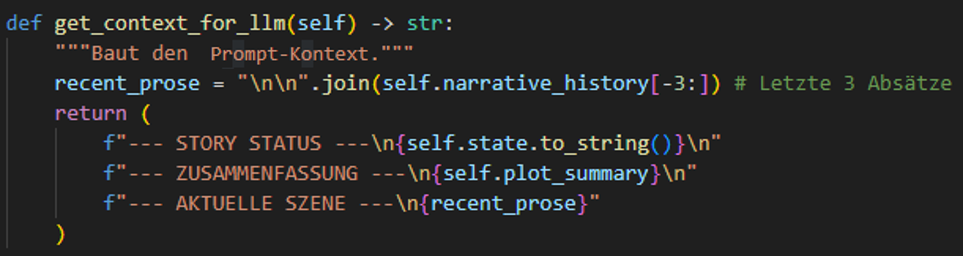 def get_context_for_llm(self) -> str:
    """Baut den Prompt-Kontext."""
    recent_prose = "\n\n".join(self.narrative_history[-3:]) # Letzte 3 Absätze
    return (
        f"--- STORY STATUS ---\n{self.state.to_string()}\n"
        f"--- ZUSAMMENFASSUNG ---\n{self.plot_summary}\n"
        f"--- AKTUELLE SZENE ---\n{recent_prose}"
    )